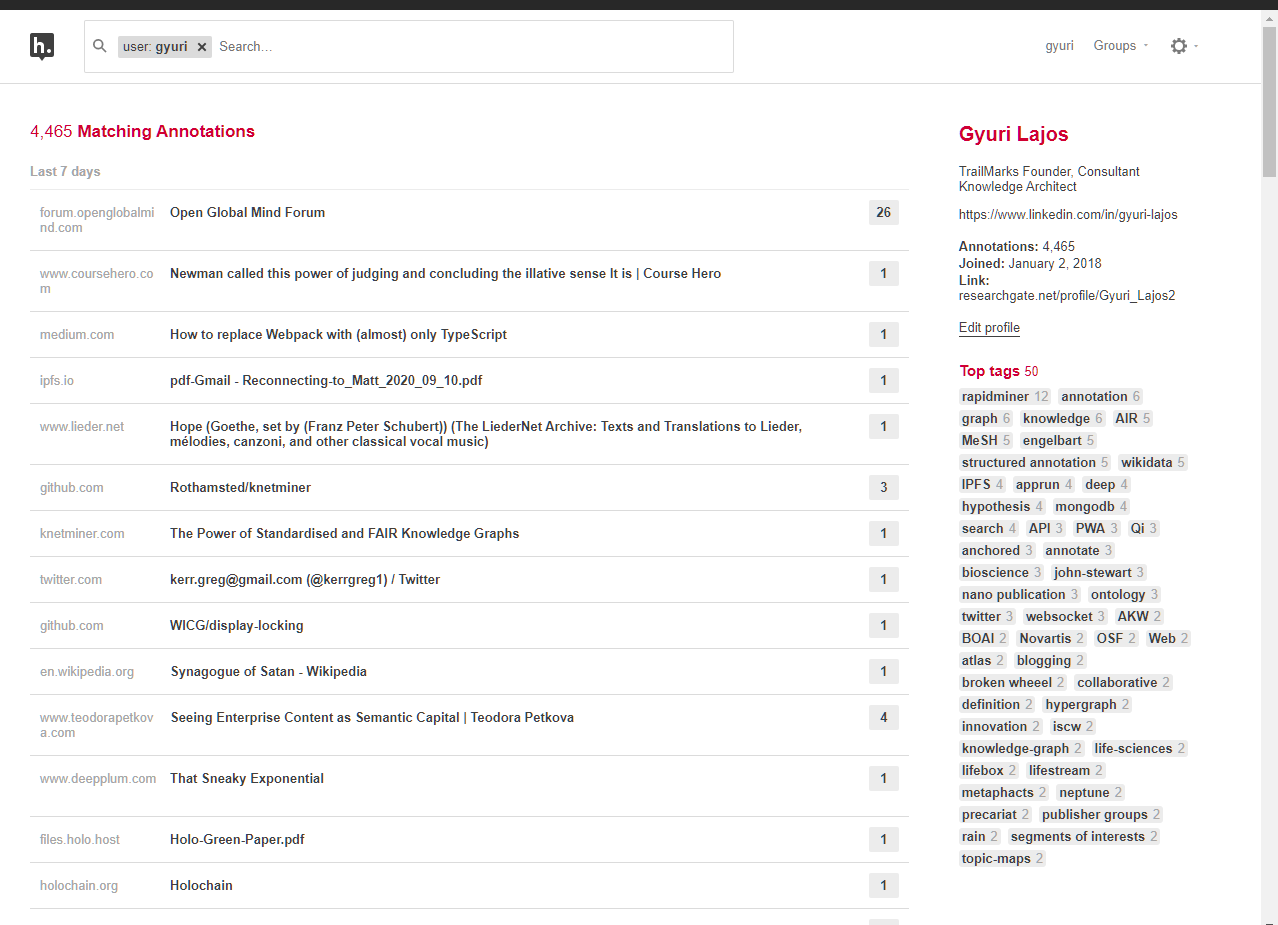 h.
user: gyuri ✕ Search…
gyuri Groups
4,465 Matching Annotations
Last 7 days
forum.openglobalmi
nd.com
Open Global Mind Forum
26
www.coursehero.co
m
Newman called this power of judging and concluding the illative sense It is | Course Hero
1
medium.com
How to replace Webpack with (almost) only TypeScript
1
ipfs.io
pdf-Gmail - Reconnecting-to_Matt_2020_09_10.pdf
1
www.lieder.net
Hope (Goethe, set by (Franz Peter Schubert)) (The LiederNet Archive: Texts and Translations to Lieder,
mélodies, canzoni, and other classical vocal music)
1
github.com
Rothamsted/knetminer
3
knetminer.com
The Power of Standardised and FAIR Knowledge Graphs
1
twitter.com
kerr.greg@gmail.com (@kerrgreg1) / Twitter
1
github.com
WICG/display-locking
1
en.wikipedia.org
Synagogue of Satan - Wikipedia
1
www.teodorapetkov
a.com
Seeing Enterprise Content as Semantic Capital | Teodora Petkova
4
www.deepplum.com
That Sneaky Exponential
1
files.holo.host
Holo-Green-Paper.pdf
1
holochain.org
Holochain
1
Gyuri Lajos
TrailMarks Founder, Consultant
Knowledge Architect
https://www.linkedin.com/in/gyuri-lajos
Annotations: 4,465
Joined: January 2, 2018
Link:
researchgate.net/profile/Gyuri_Lajos2
Edit profile
Top tags 50
rapidminer 12 annotation 6
graph 6 knowledge 6 AIR 5
MeSH 5 engelbart 5
structured annotation 5 wikidata 5
IPFS 4 apprun 4 deep 4
hypothesis 4 mongodb 4
search 4 API 3 PWA 3 Qi 3
anchored 3 annotate 3
bioscience 3 john-stewart 3
nano publication 3 ontology 3
twitter 3 websocket 3 AKW 2
BOAI 2 Novartis 2 OSF 2 Web 2
atlas 2 blogging 2
broken wheeel 2 collaborative 2
definition 2 hypergraph 2
innovation 2 iscw 2
knowledge-graph 2 life-sciences 2
lifebox 2 lifestream 2
metaphacts 2 neptune 2
precariat 2 publisher groups 2
rain 2 segments of interests 2
topic-maps 2